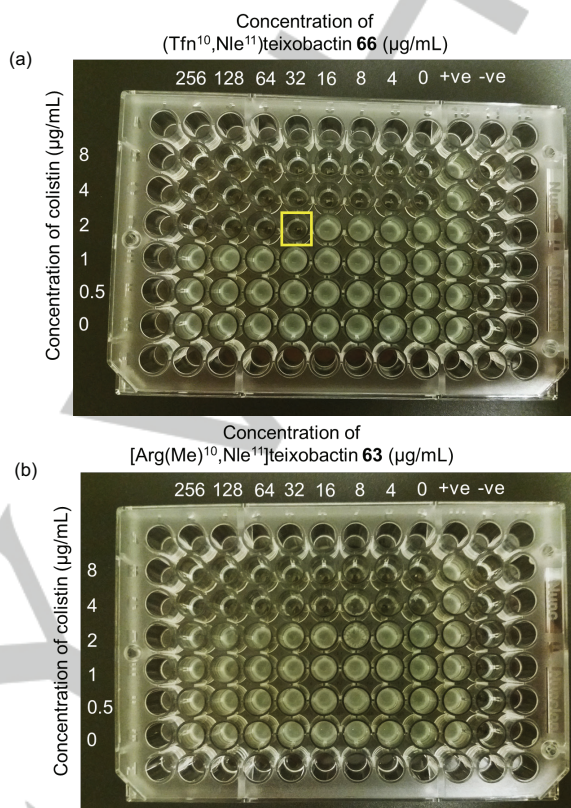 Concentration of
(Tfn¹⁰,Nle¹¹)teixobactin 66 (μg/mL)
(a)
256 128 64 32 16 8 4 0 +ve -ve
Concentration of colistin (μg/mL)
8
4
2
1
0.5
0
Concentration of
[Arg(Me)¹⁰,Nle¹¹]teixobactin 63 (μg/mL)
(b)
256 128 64 32 16 8 4 0 +ve -ve
Concentration of colistin (μg/mL)
8
4
2
1
0.5
0